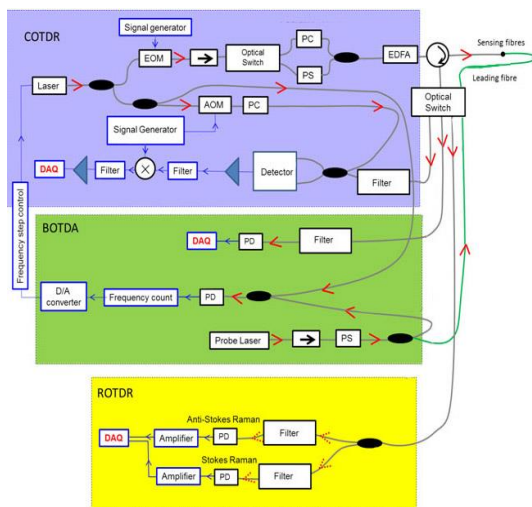 COTDR
Signal generator
EOM
Optical
Switch
PC
PS
EDFA
Sensing fibres
Leading fibre
Optical
Switch
Laser
AOM
PC
Signal Generator
DAQ
Filter
X
Filter
Detector
Filter
Frequency step control
BOTDA
DAQ
PD
Filter
D/A
converter
Frequency count
PD
Probe Laser
PS
ROTDR
Anti-Stokes Raman
DAQ
Amplifier
PD
Filter
Stokes Raman
Amplifier
PD
Filter